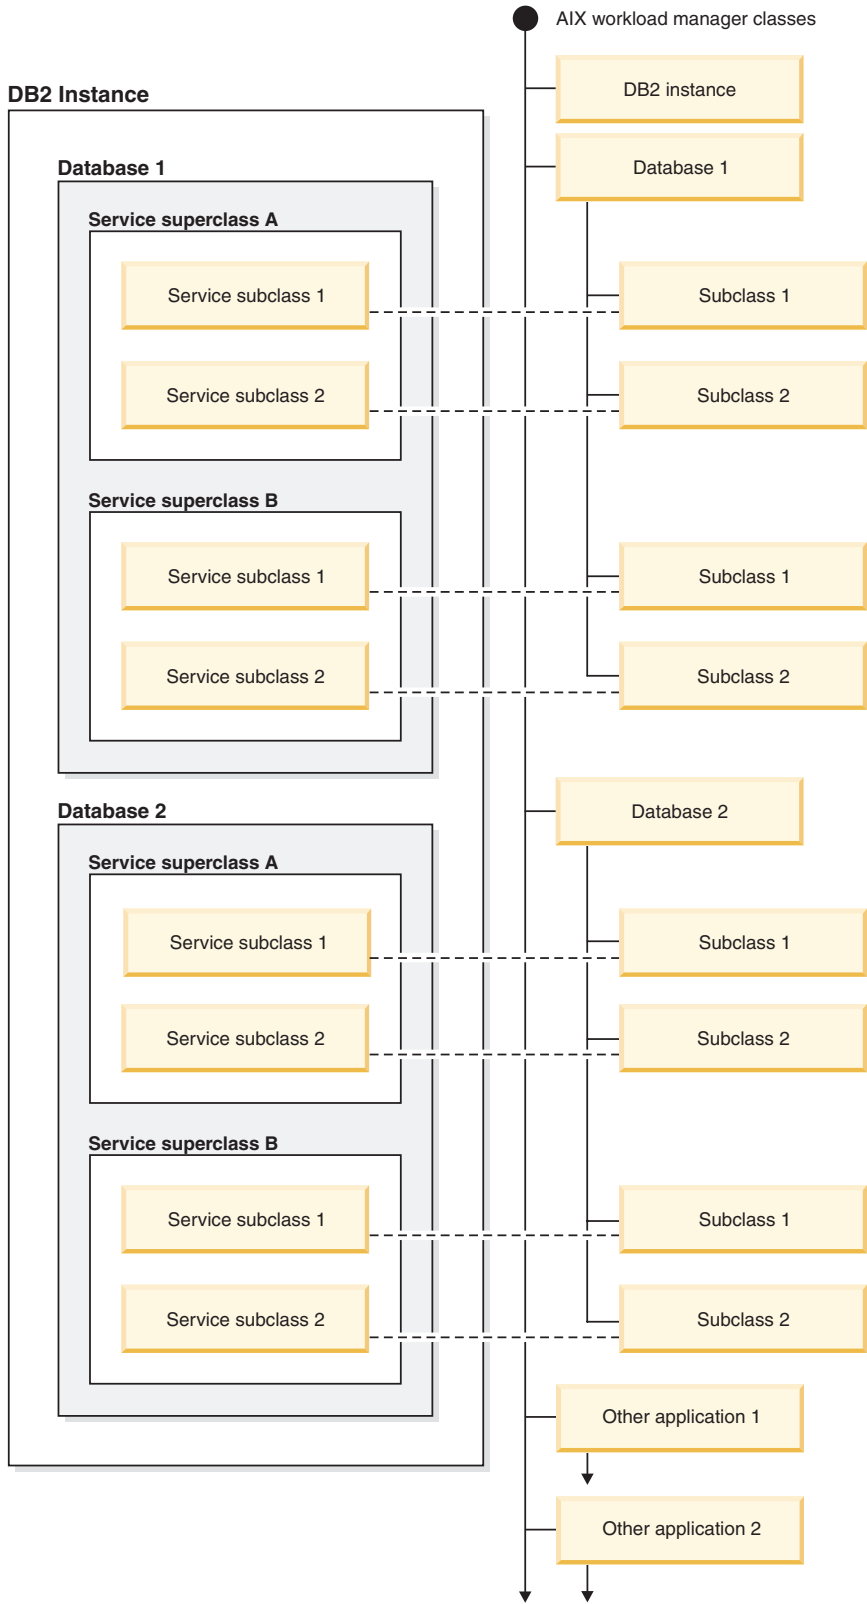 AIX workload manager classes
DB2 Instance
DB2 instance
Database 1
Database 1
Service superclass A
Service subclass 1
Subclass 1
Service subclass 2
Subclass 2
Service superclass B
Service subclass 1
Subclass 1
Service subclass 2
Subclass 2
Database 2
Database 2
Service superclass A
Service subclass 1
Subclass 1
Service subclass 2
Subclass 2
Service superclass B
Service subclass 1
Subclass 1
Service subclass 2
Subclass 2
Other application 1
Other application 2